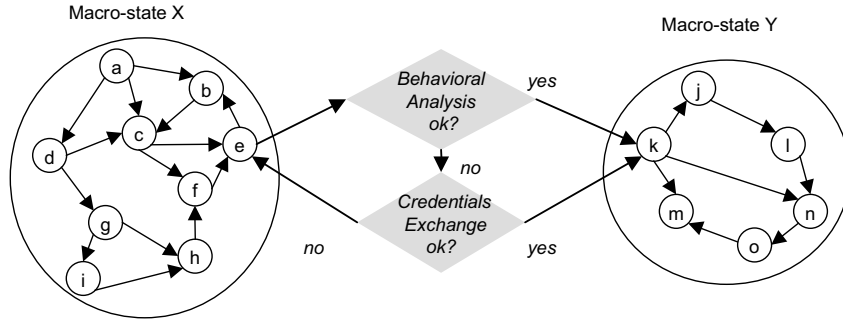 Macro-state X
Macro-state Y
a
b
c
d
e
f
g
h
i
Behavioral
Analysis
ok?
yes
no
Credentials
Exchange
ok?
no
yes
j
k
l
m
n
o